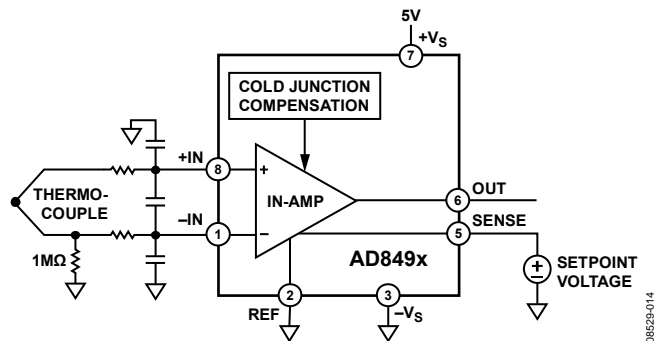 5V
+VS
7
COLD JUNCTION
COMPENSATION
+IN
8
+
THERMO-
COUPLE
IN-AMP
6
OUT
–IN
1
–
SENSE
5
1MΩ
AD849x
+
–
SETPOINT
VOLTAGE
2
3
REF
–VS
08529-014